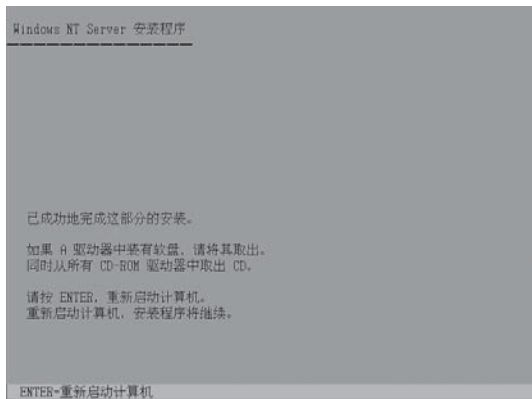 Windows NT Server 安装程序
已成功地完成这部分的安装。
如果 A 驱动器中装有软盘，请将其取出。
同时从所有 CD-ROM 驱动器中取出 CD。
请按 ENTER，重新启动计算机。
重新启动计算机，安装程序将继续。
ENTER=重新启动计算机